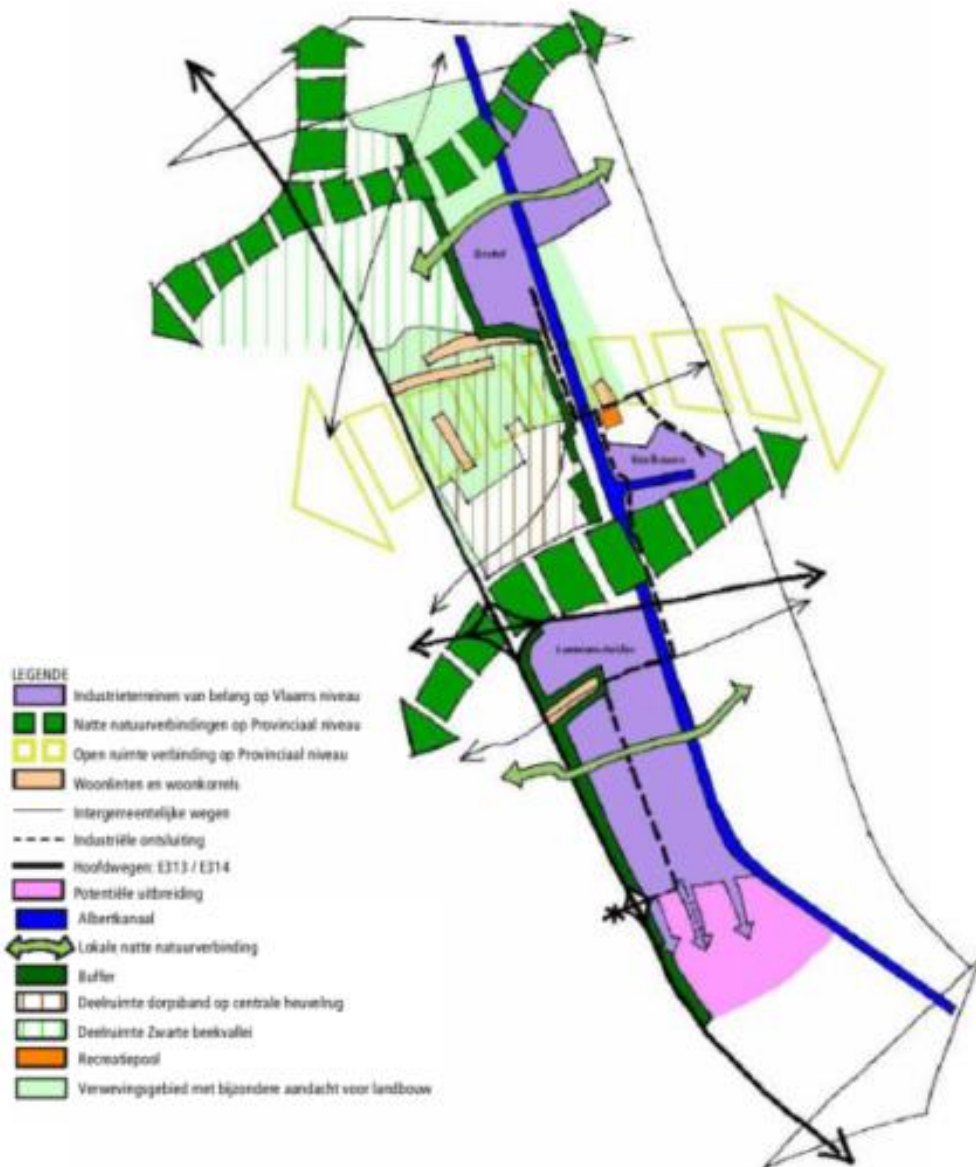 LEGENDE
Industrieterreinen van belang op Vlaams niveau
Natte natuurverbindingen op Provinciaal niveau
Open ruimte verbinding op Provinciaal niveau
Woonlinten en woonkorrels
Intergemeentelijke wegen
Industriële ontsluiting
Hoofdwegen: E313 / E314
Potentiële uitbreiding
Albertkanaal
Lokale natte natuurverbinding
Buffer
Deelruimte dorpsband op centrale heuvelrug
Deelruimte Zwarte beekvallei
Recreatiepool
Verwevingsgebied met bijzondere aandacht voor landbouw